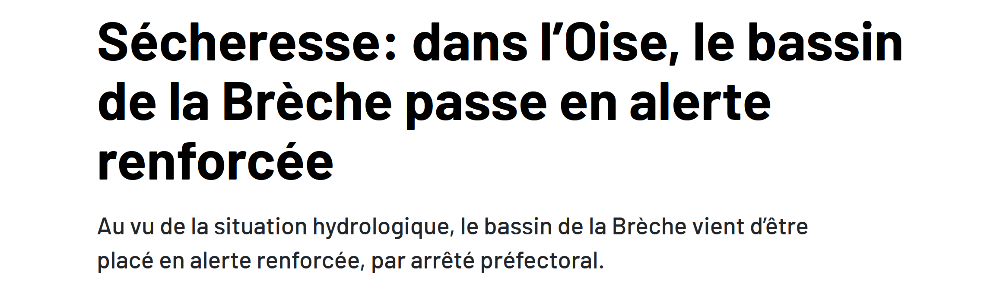 Sécheresse : dans l’Oise, le bassin
de la Brèche passe en alerte
renforcée
Au vu de la situation hydrologique, le bassin de la Brèche vient d’être
placé en alerte renforcée, par arrêté préfectoral.